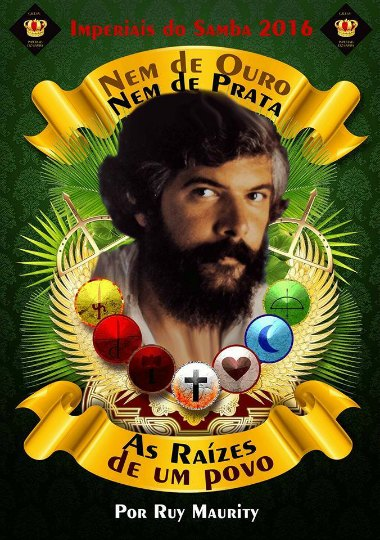 Imperiais do Samba 2016
Nem de Ouro
Nem de Prata
As Raízes
de um povo
Por Ruy Maurity